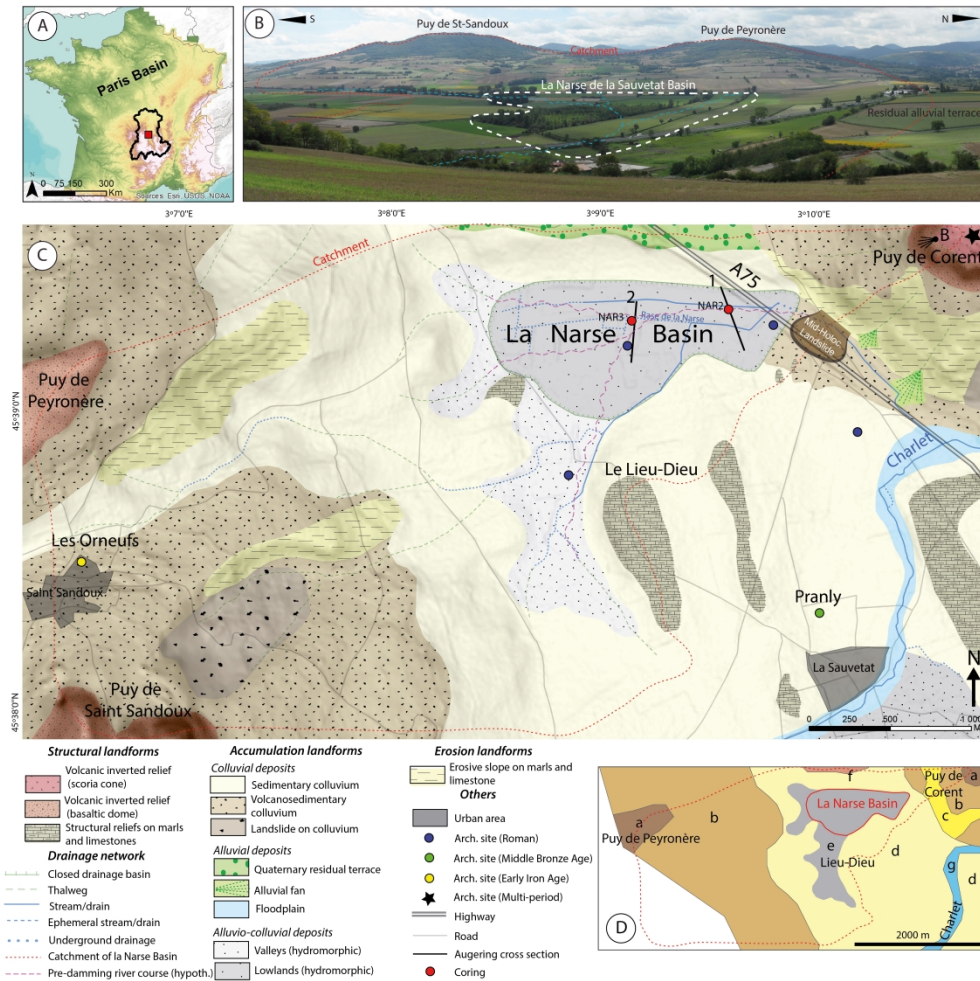 A
Paris Basin
N
0 75 150 300
Km
Sources: Esri, USGS, NOAA
B
S
N
Puy de St-Sandoux
Puy de Peyronère
Catchment
La Narse de la Sauvetat Basin
Residual alluvial terrace
3°7'0"E
3°8'0"E
3°9'0"E
3°10'0"E
C
Catchment
A75
B
Puy de Corent
1
2
NAR2
NAR3
Rase de la Narse
La Narse Basin
Mid-Holoc.
Landslide
Puy de
Peyronère
45°39'0"N
Charlet
Le Lieu-Dieu
Les Orneufs
Saint Sandoux
Pranly
La Sauvetat
N
Puy de
Saint Sandoux
45°38'0"N
0 250 500 1 000
M
Structural landforms
Volcanic inverted relief
(scoria cone)
Volcanic inverted relief
(basaltic dome)
Structural reliefs on marls
and limestones
Drainage network
Closed drainage basin
Thalweg
Stream/drain
Ephemeral stream/drain
Underground drainage
Catchment of la Narse Basin
Pre-damming river course (hypoth.)
Accumulation landforms
Colluvial deposits
Sedimentary colluvium
Volcanosedimentary
colluvium
Landslide on colluvium
Alluvial deposits
Quaternary residual terrace
Alluvial fan
Floodplain
Alluvio-colluvial deposits
Valleys (hydromorphic)
Lowlands (hydromorphic)
Erosion landforms
Erosive slope on marls and
limestone
Others
Urban area
Arch. site (Roman)
Arch. site (Middle Bronze Age)
Arch. site (Early Iron Age)
Arch. site (Multi-period)
Highway
Road
Augering cross section
Coring
f
a
Puy de
Corent
La Narse Basin
b
a
b
c
Puy de Peyronère
e
Lieu-Dieu
d
g
d
Charlet
D
2000 m